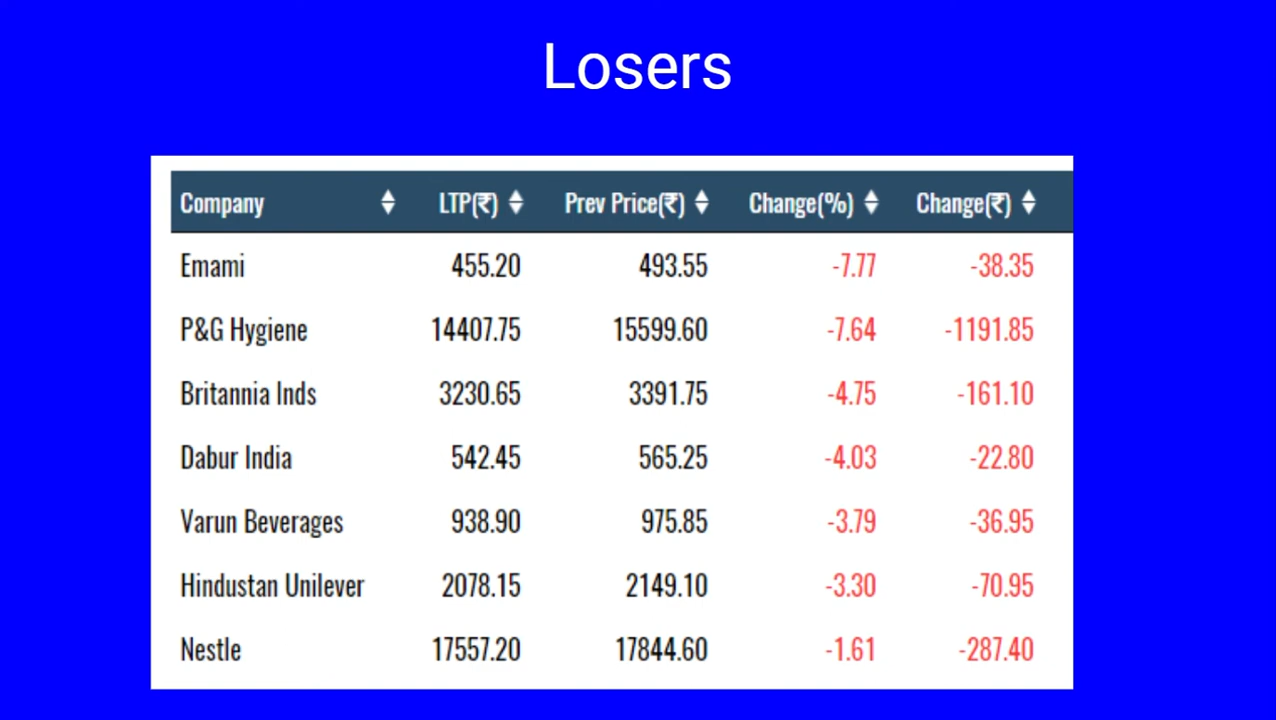 Losers
Company LTP(₹) Prev Price(₹) Change(%) Change(₹)
Emami 455.20 493.55 -7.77 -38.35
P&G Hygiene 14407.75 15599.60 -7.64 -1191.85
Britannia Inds 3230.65 3391.75 -4.75 -161.10
Dabur India 542.45 565.25 -4.03 -22.80
Varun Beverages 938.90 975.85 -3.79 -36.95
Hindustan Unilever 2078.15 2149.10 -3.30 -70.95
Nestle 17557.20 17844.60 -1.61 -287.40